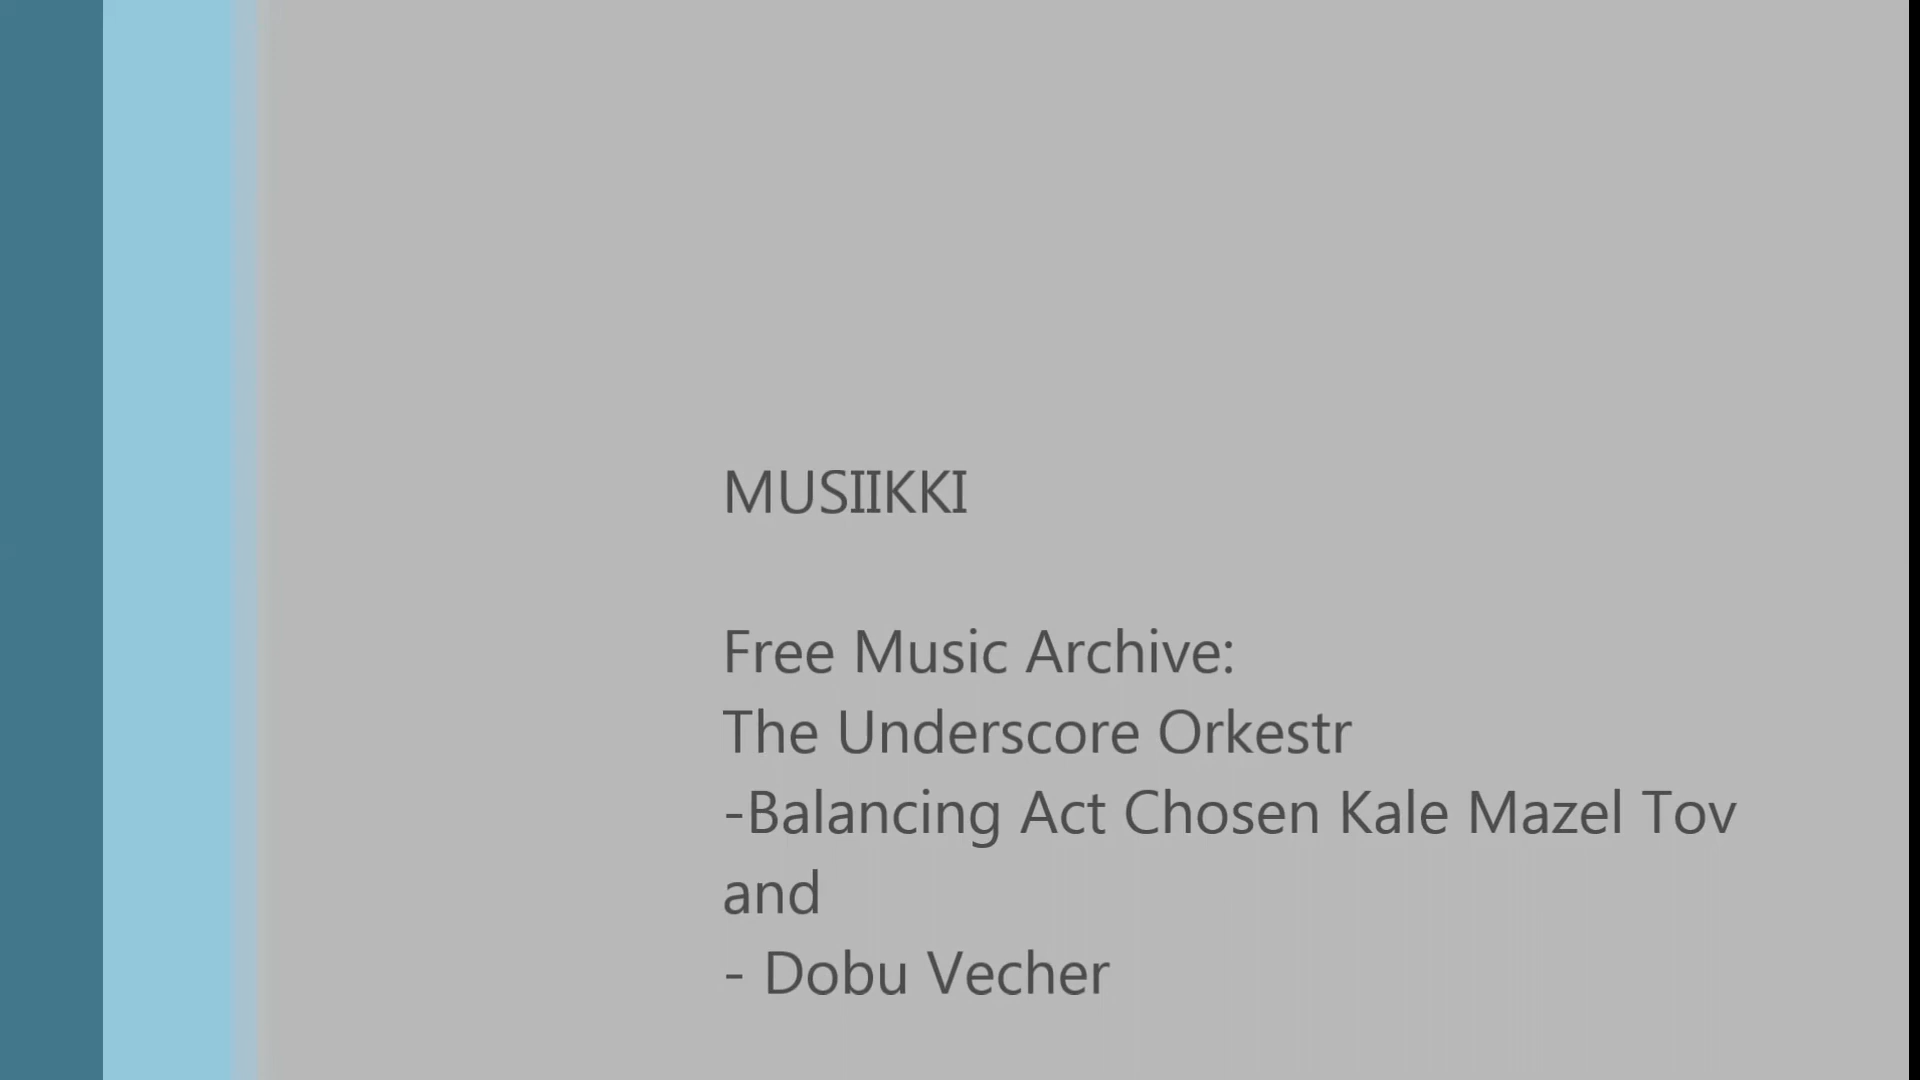 MUSIIKKI
Free Music Archive:
The Underscore Orkestr
-Balancing Act Chosen Kale Mazel Tov
and
- Dobu Vecher